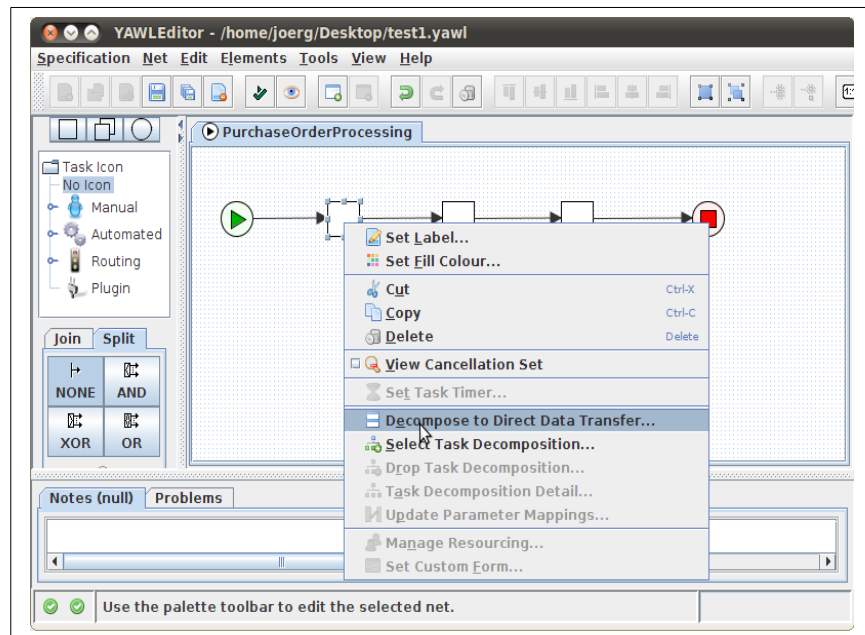 YAWLEditor - /home/joerg/Desktop/test1.yawl
Specification Net Edit Elements Tools View Help
PurchaseOrderProcessing
Task Icon
No Icon
Manual
Automated
Routing
Plugin
Join Split
NONE AND
XOR OR
Set Label...
Set Fill Colour...
Cut Ctrl-X
Copy Ctrl-C
Delete Delete
View Cancellation Set
Set Task Timer...
Decompose to Direct Data Transfer...
Select Task Decomposition...
Drop Task Decomposition...
Task Decomposition Detail...
Update Parameter Mappings...
Manage Resourcing...
Set Custom Form...
Notes (null) Problems
Use the palette toolbar to edit the selected net.